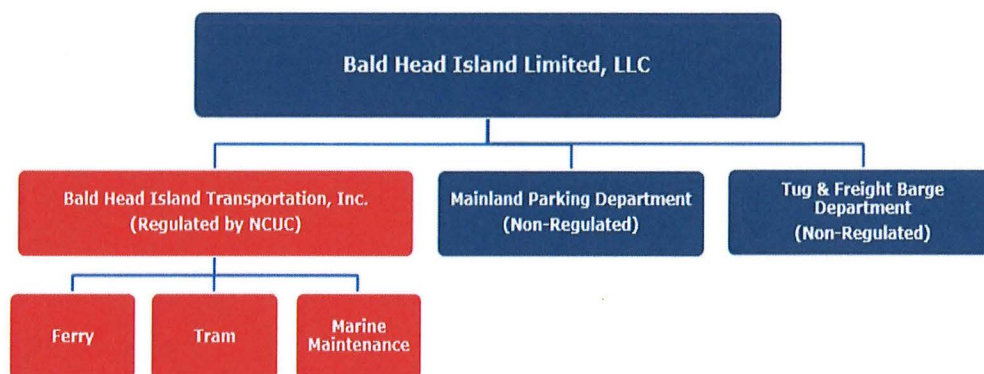 Bald Head Island Limited, LLC
Bald Head Island Transportation, Inc.
(Regulated by NCUC)
Mainland Parking Department
(Non-Regulated)
Tug & Freight Barge
Department
(Non-Regulated)
Ferry
Tram
Marine
Maintenance